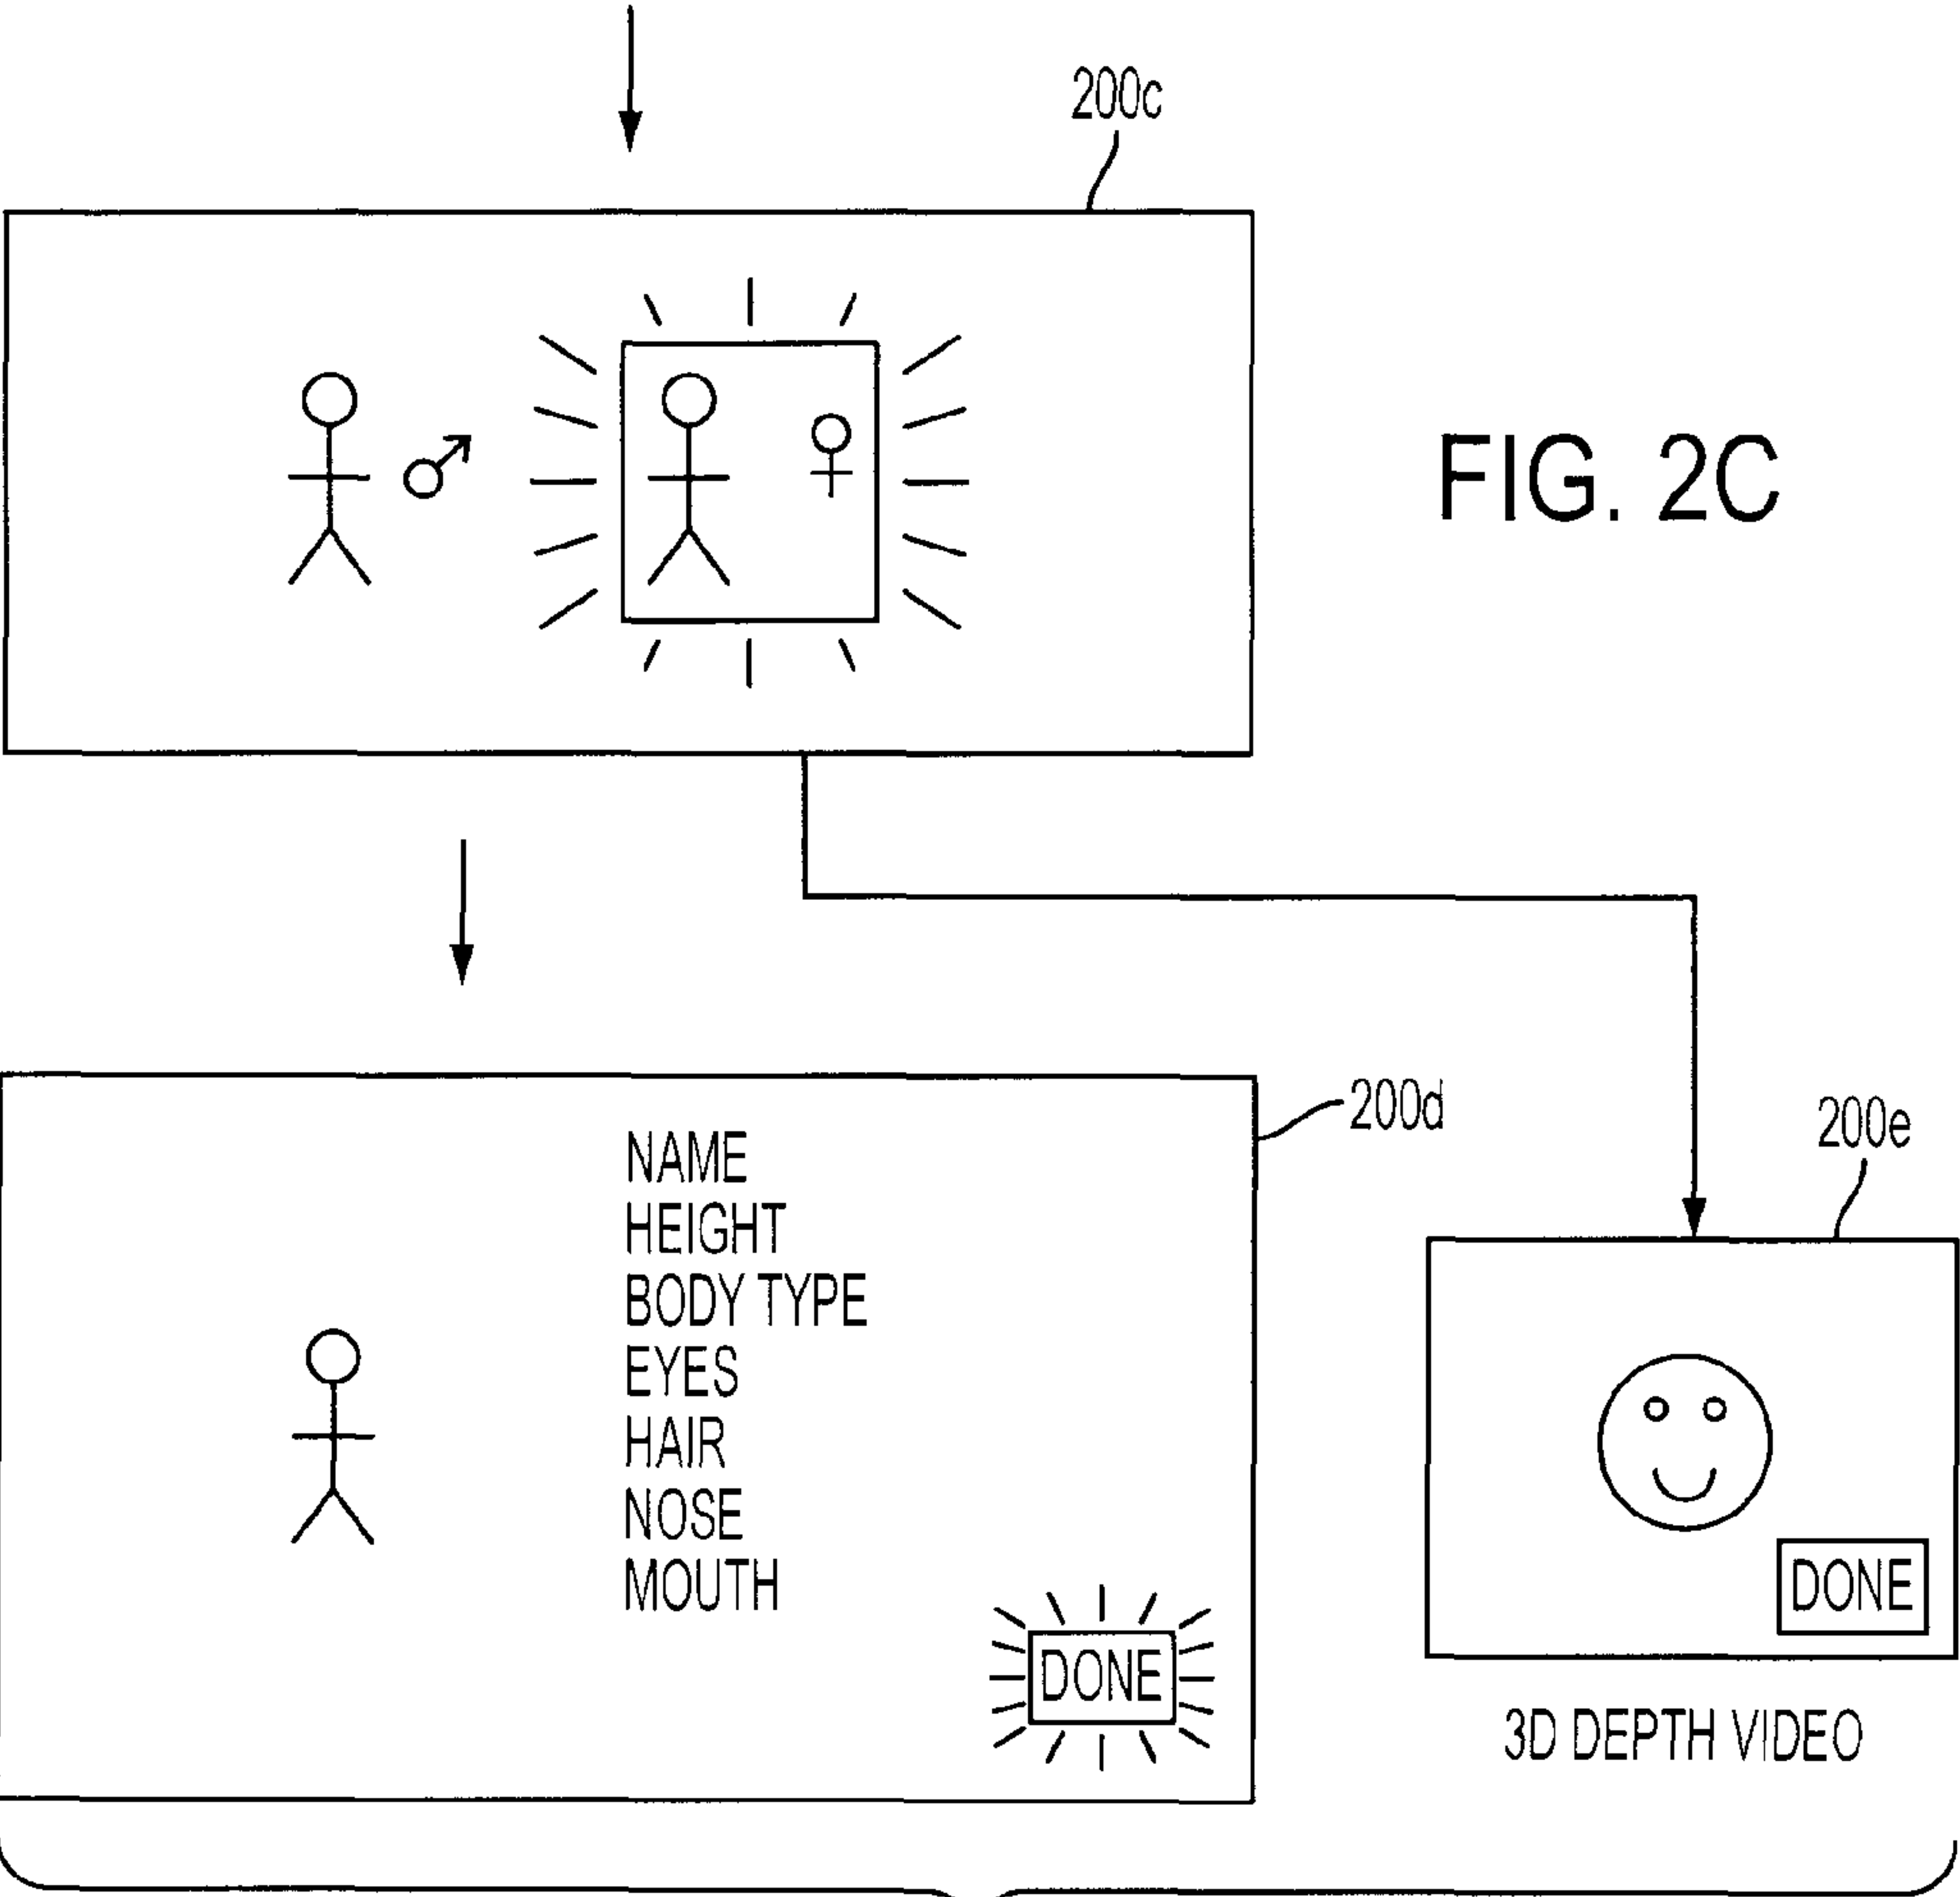 200c
♂
♀
FIG. 2C
200d
200e
NAME
HEIGHT
BODY TYPE
EYES
HAIR
NOSE
MOUTH
DONE
DONE
3D DEPTH VIDEO